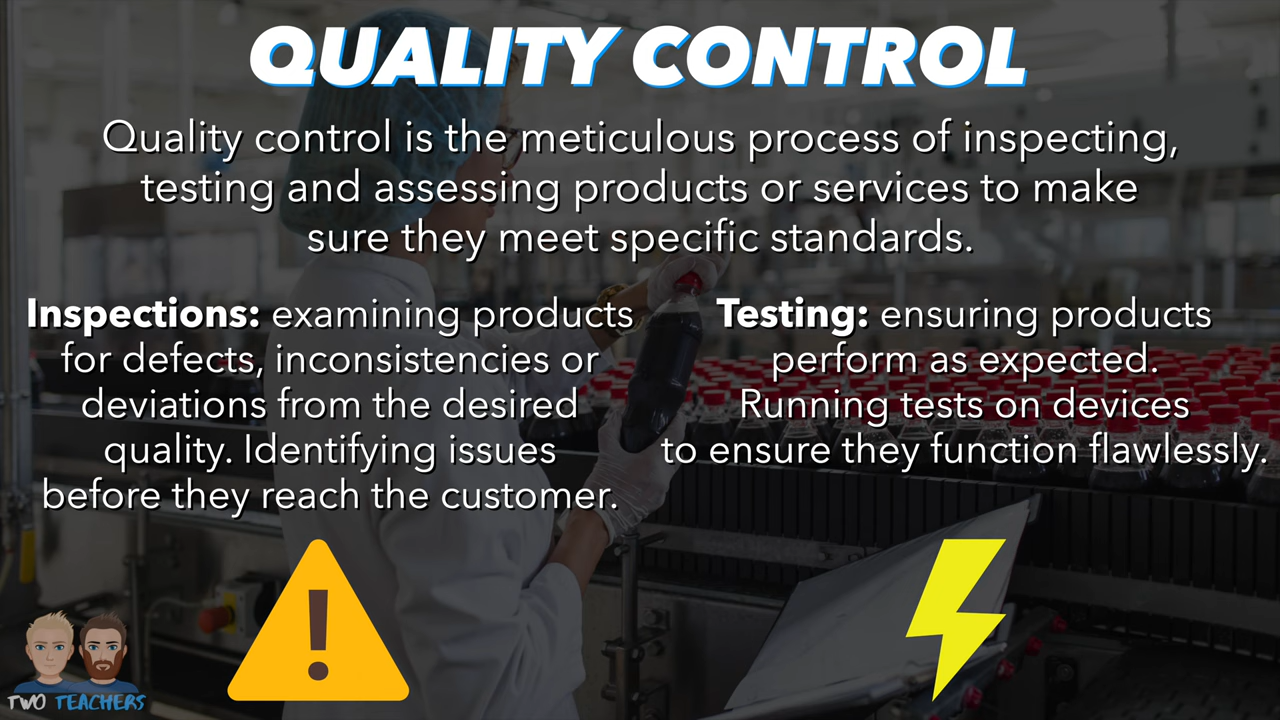 QUALITY CONTROL
Quality control is the meticulous process of inspecting,
testing and assessing products or services to make
sure they meet specific standards.
Inspections: examining products
for defects, inconsistencies or
deviations from the desired
quality. Identifying issues
before they reach the customer.
Testing: ensuring products
perform as expected.
Running tests on devices
to ensure they function flawlessly.
!
TWO TEACHERS